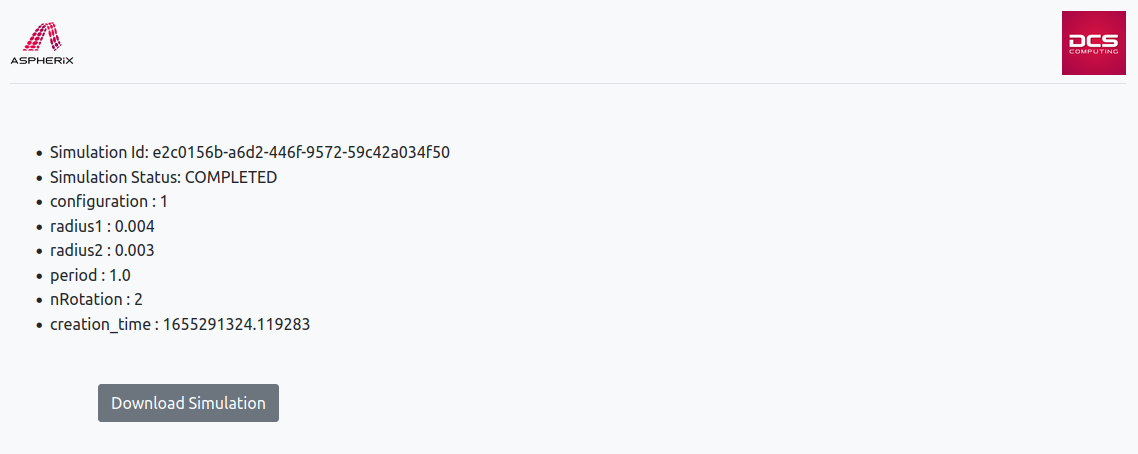 ASPHERIX
DCS
COMPUTING
Simulation Id: e2c0156b-a6d2-446f-9572-59c42a034f50
Simulation Status: COMPLETED
configuration : 1
radius1 : 0.004
radius2 : 0.003
period : 1.0
nRotation : 2
creation_time : 1655291324.119283
Download Simulation